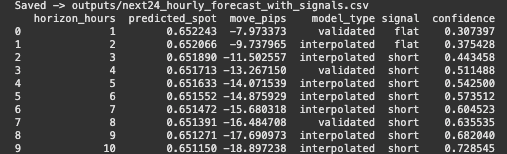 Saved -> outputs/next24_hourly_forecast_with_signals.csv
horizon_hours predicted_spot move_pips model_type signal confidence
0 1 0.652243 -7.973373 validated flat 0.307397
1 2 0.652066 -9.737965 interpolated flat 0.375428
2 3 0.651890 -11.502557 interpolated short 0.443458
3 4 0.651713 -13.267150 validated short 0.511488
4 5 0.651633 -14.071539 interpolated short 0.542500
5 6 0.651552 -14.875929 interpolated short 0.573512
6 7 0.651472 -15.680318 interpolated short 0.604523
7 8 0.651391 -16.484708 validated short 0.635535
8 9 0.651271 -17.690973 interpolated short 0.682040
9 10 0.651150 -18.897238 interpolated short 0.728545